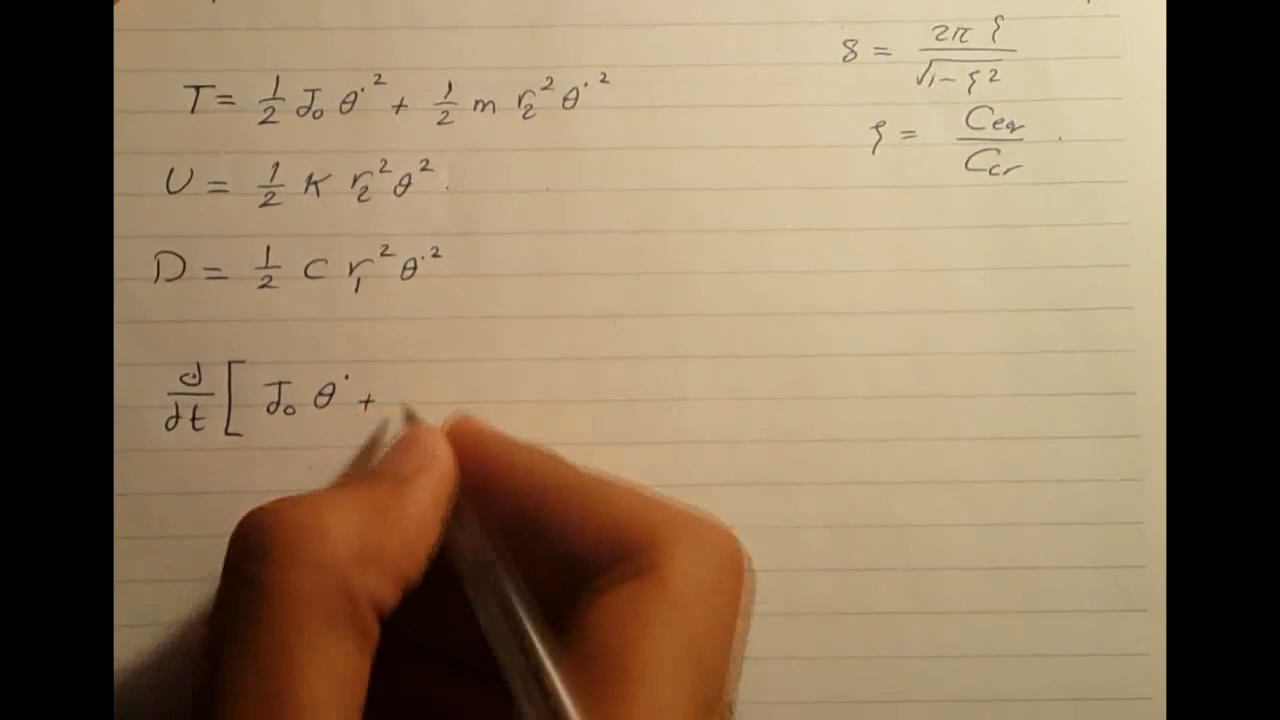 T = 1/2 J₀ θ̇² + 1/2 m r₂² θ̇²
U = 1/2 K r₂² θ².
D = 1/2 C r₁² θ̇²
d/dt [ J₀ θ̇ +
δ = 2π ζ / √1-ζ²
ζ = Ceq / Ccr .